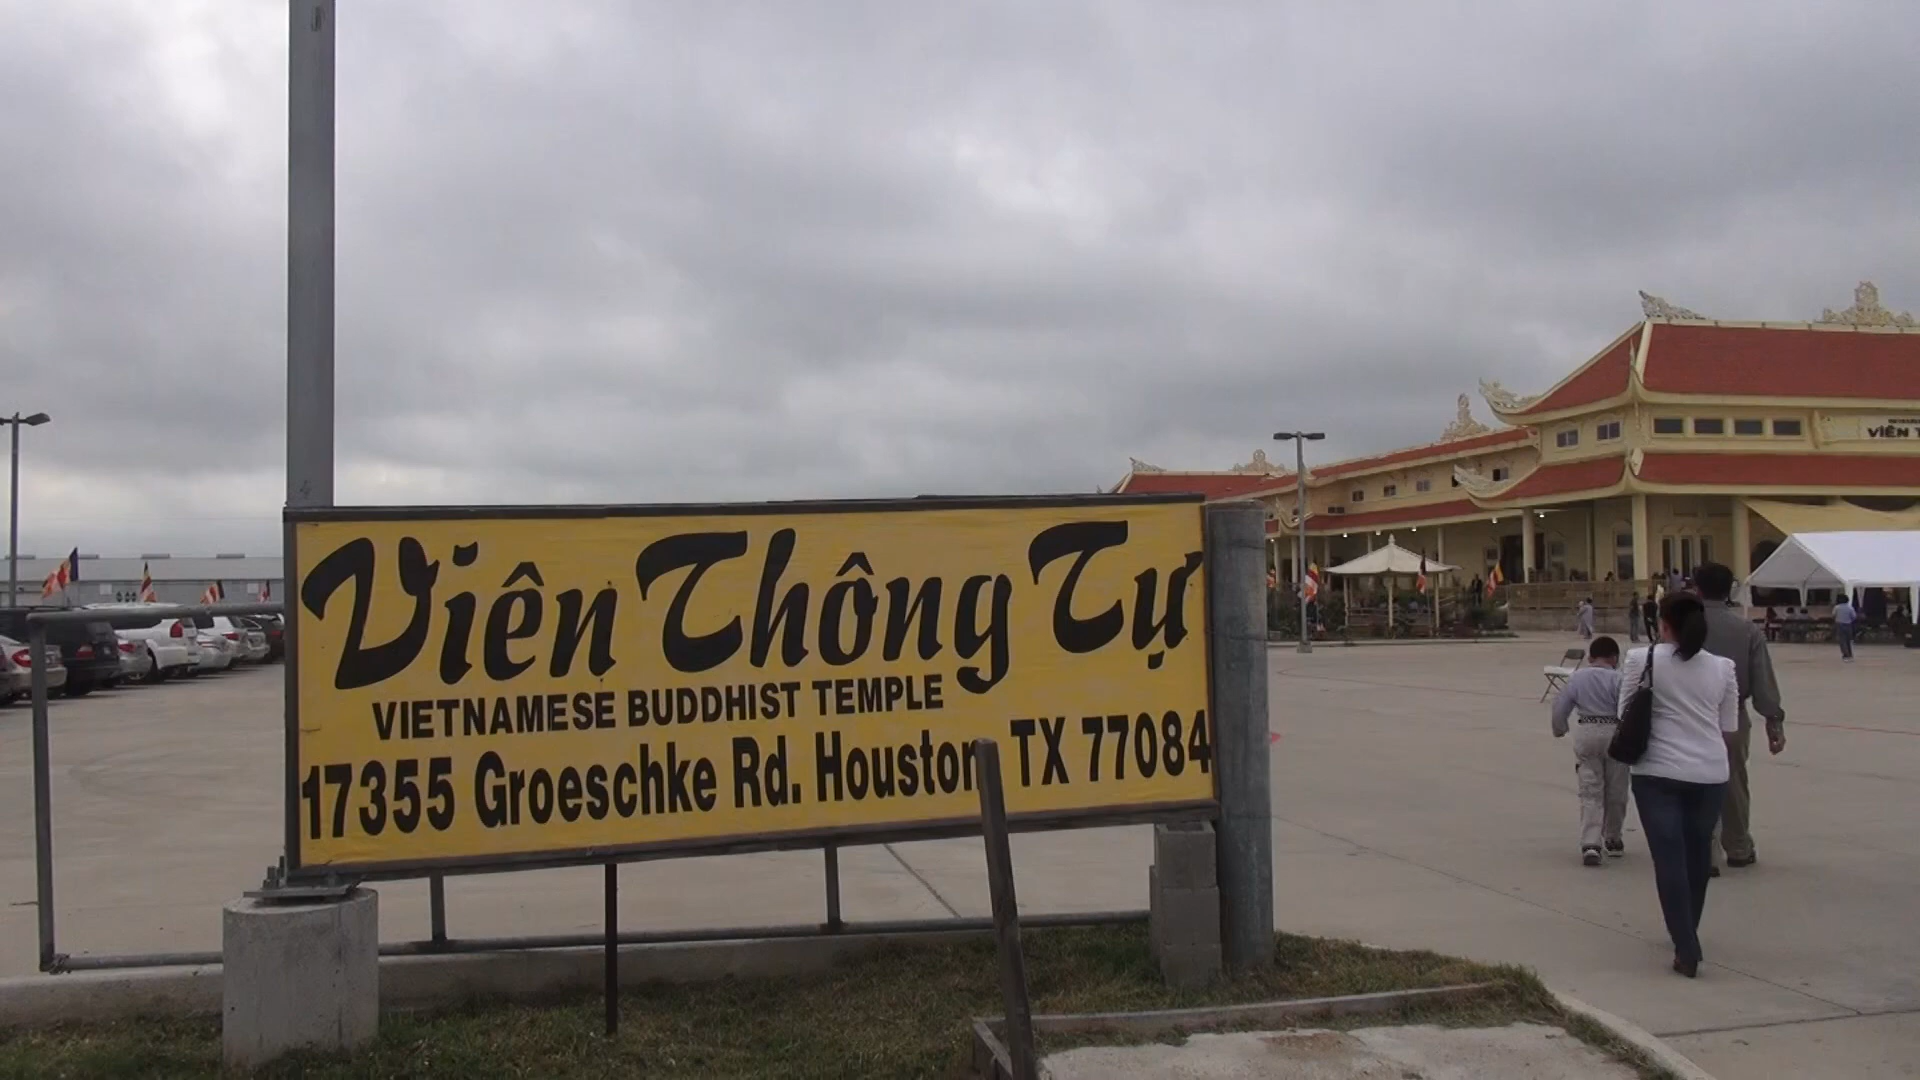 Viên Thông Tự
VIETNAMESE BUDDHIST TEMPLE
17355 Groeschke Rd. Houston TX 77084
VIÊN T